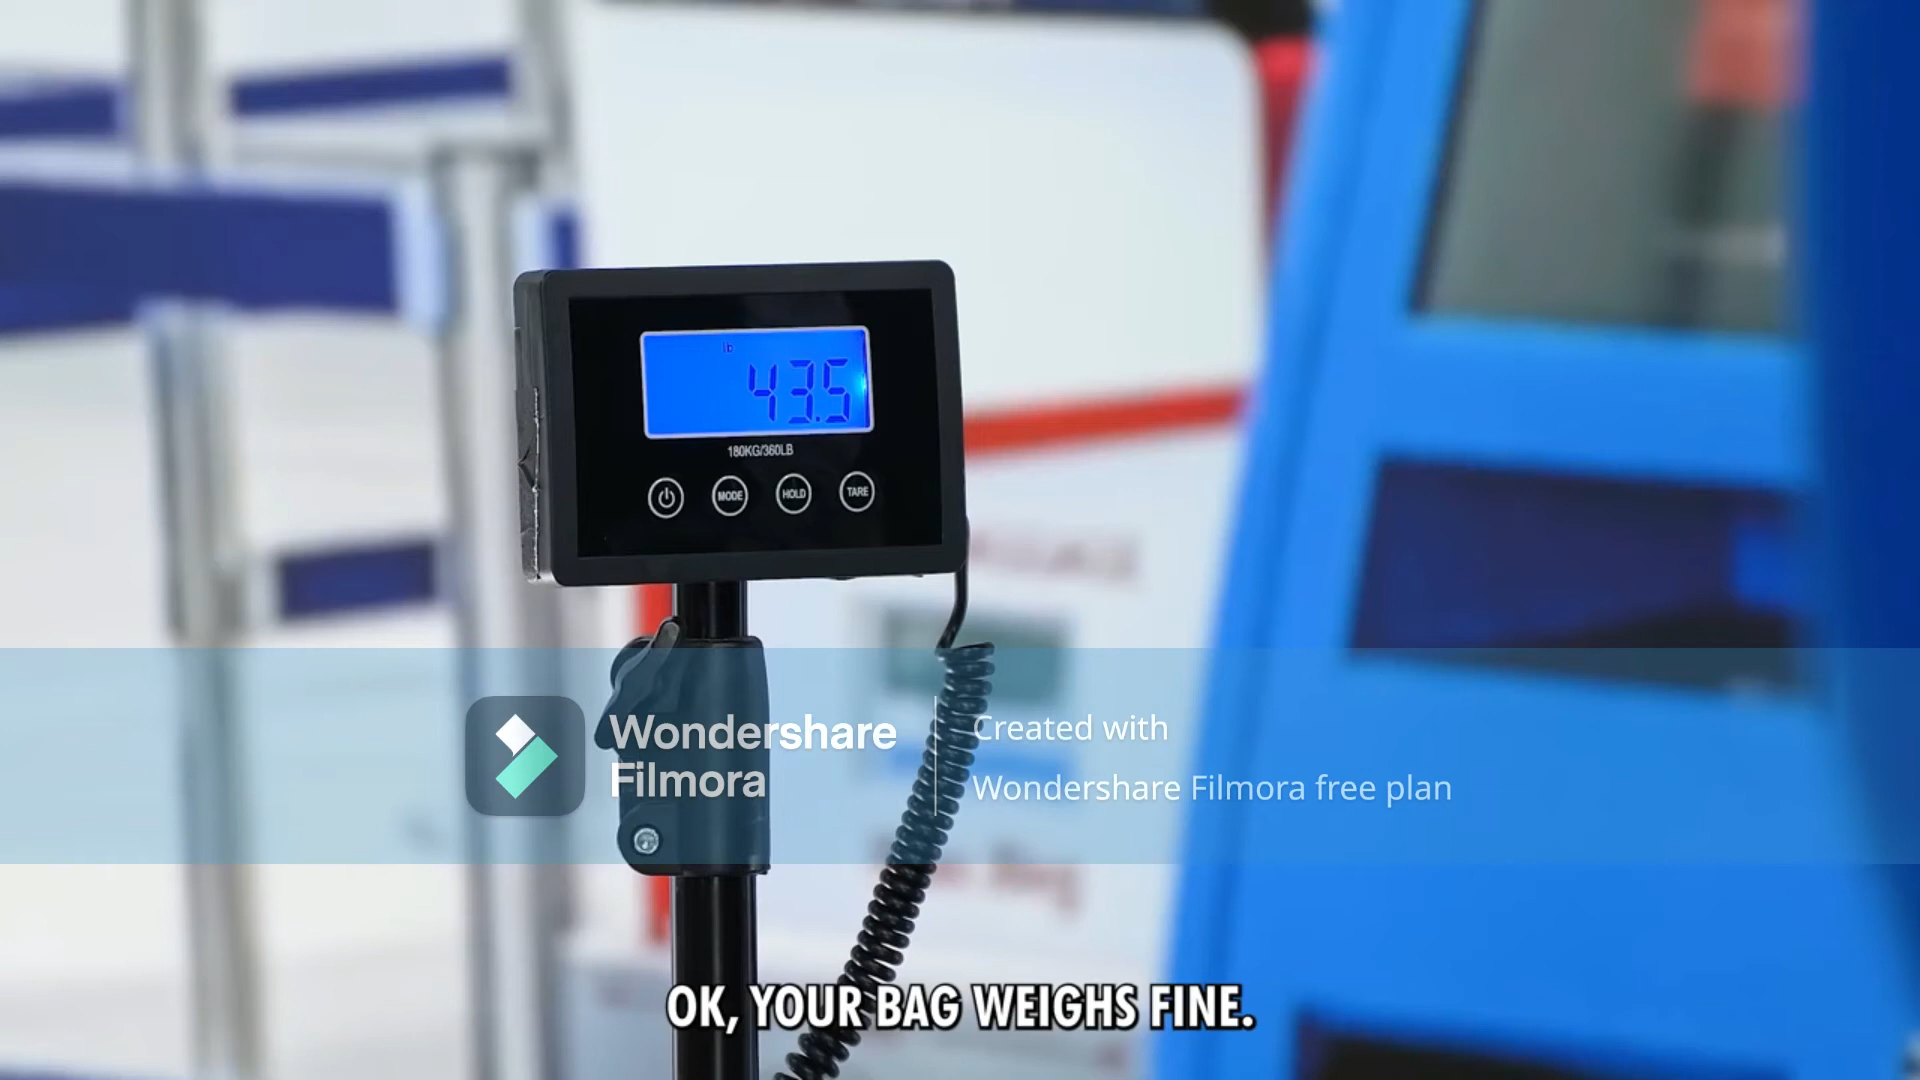 lb
43.5
180KG/360LB
MODE
HOLD
TARE
Wondershare
Filmora
Created with
Wondershare Filmora free plan
OK, YOUR BAG WEIGHS FINE.